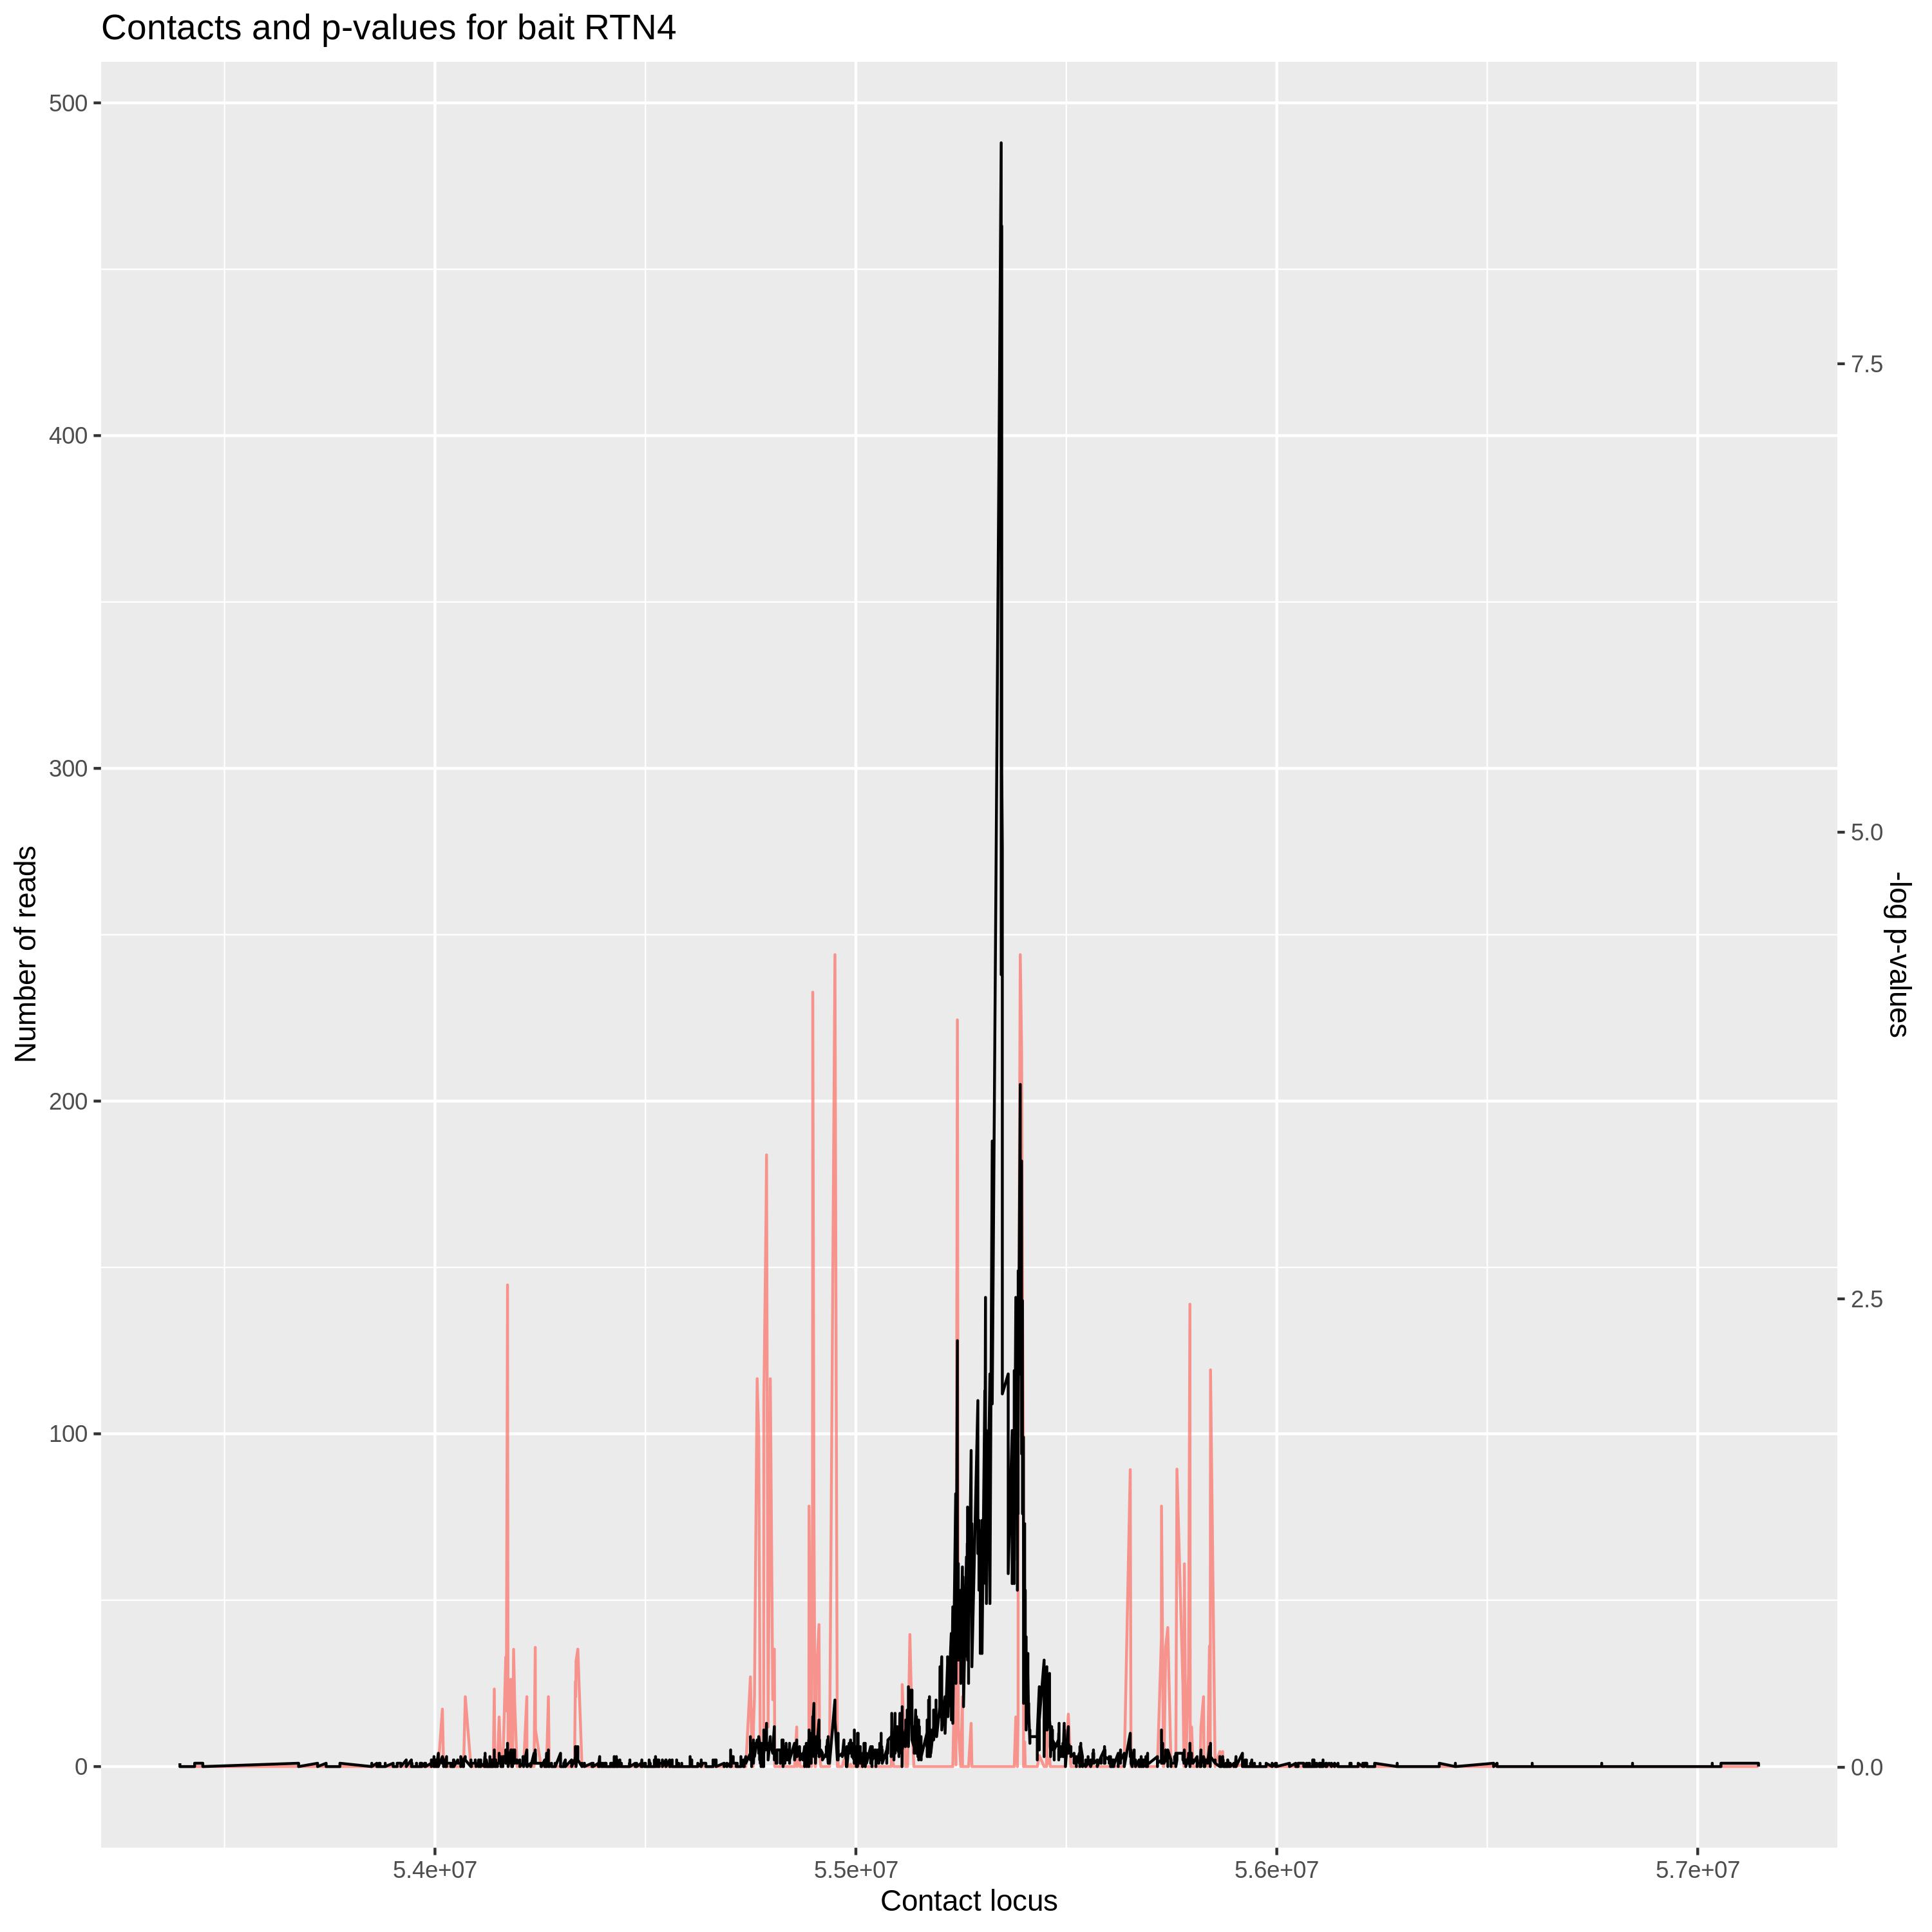 Contacts and p-values for bait RTN4
500
400
300
200
100
0
Number of reads
7.5
5.0
2.5
0.0
-log p-values
5.4e+07
5.5e+07
5.6e+07
5.7e+07
Contact locus